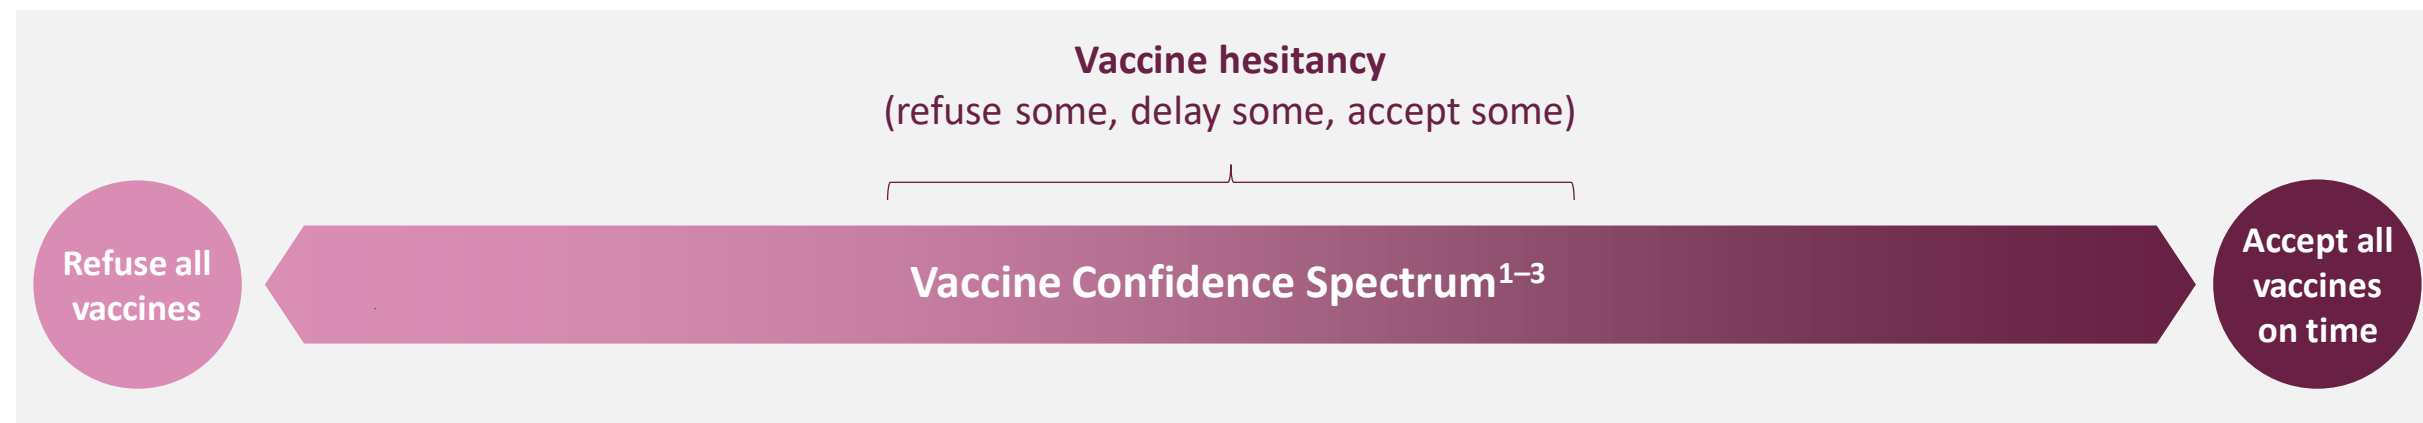 Vaccine hesitancy
(refuse some, delay some, accept some)
Refuse all
vaccines
Vaccine Confidence Spectrum¹⁻³
Accept all
vaccines
on time